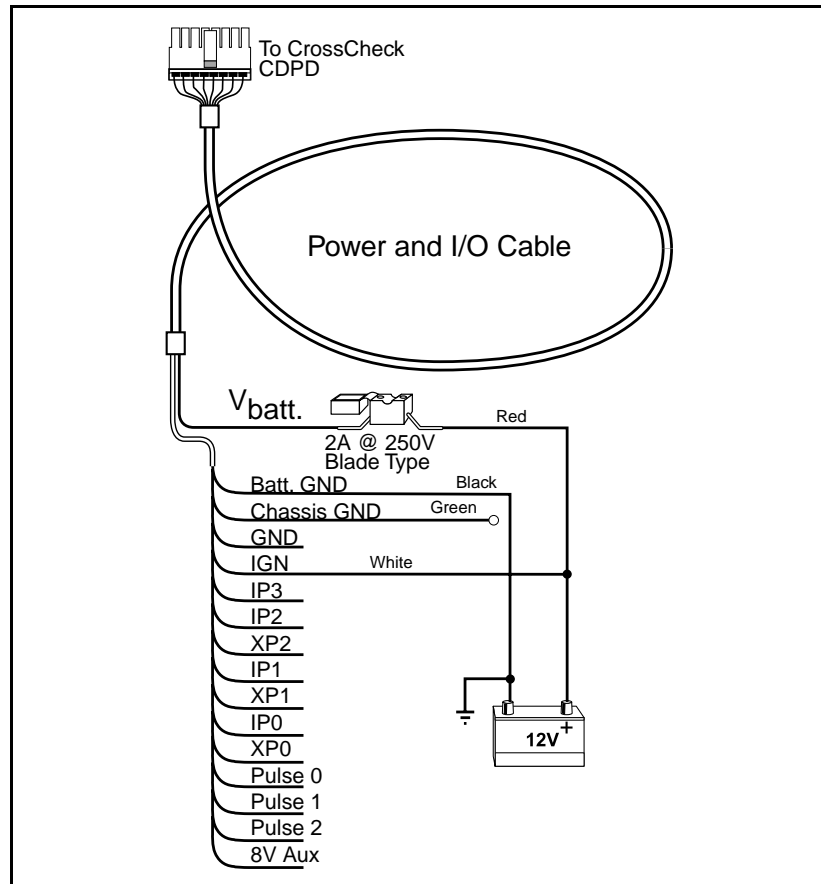 To CrossCheck
CDPD
Power and I/O Cable
Vbatt.
Red
2A @ 250V
Blade Type
Batt. GND
Black
Chassis GND
Green
GND
IGN
White
IP3
IP2
XP2
IP1
XP1
IP0
XP0
Pulse 0
Pulse 1
Pulse 2
8V Aux
12V
+